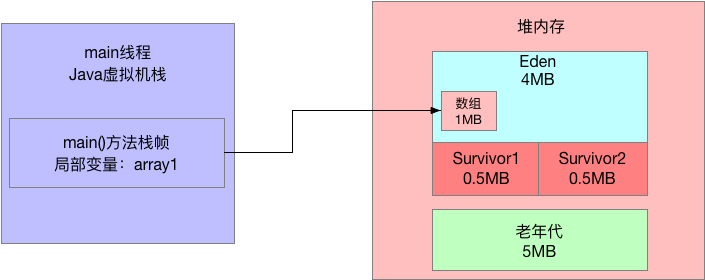 main线程
Java虚拟机栈
main()方法栈帧
局部变量：array1
堆内存
Eden
4MB
数组
1MB
Survivor1
0.5MB
Survivor2
0.5MB
老年代
5MB